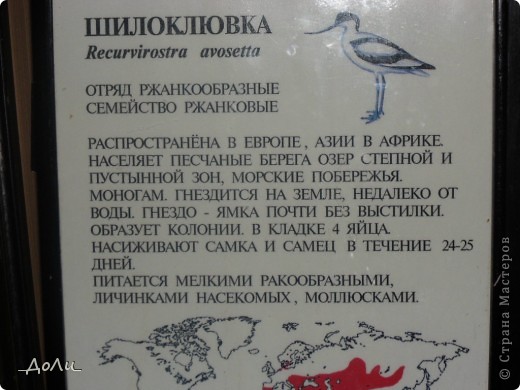 ШИЛОКЛЮВКА
Recurvirostra avosetta
ОТРЯД РЖАНКООБРАЗНЫЕ
СЕМЕЙСТВО РЖАНКОВЫЕ
РАСПРОСТРАНЁНА В ЕВРОПЕ , АЗИИ В АФРИКЕ.
НАСЕЛЯЕТ ПЕСЧАНЫЕ БЕРЕГА ОЗЕР СТЕПНОЙ И
ПУСТЫННОЙ ЗОН, МОРСКИЕ ПОБЕРЕЖЬЯ.
МОНОГАМ. ГНЕЗДИТСЯ НА ЗЕМЛЕ, НЕДАЛЕКО ОТ
ВОДЫ. ГНЕЗДО - ЯМКА ПОЧТИ БЕЗ ВЫСТИЛКИ.
ОБРАЗУЕТ КОЛОНИИ. В КЛАДКЕ 4 ЯЙЦА.
НАСИЖИВАЮТ САМКА И САМЕЦ В ТЕЧЕНИЕ 24-25
ДНЕЙ.
ПИТАЕТСЯ МЕЛКИМИ РАКООБРАЗНЫМИ,
ЛИЧИНКАМИ НАСЕКОМЫХ , МОЛЛЮСКАМИ.
ДоЛи
© Страна Мастеров